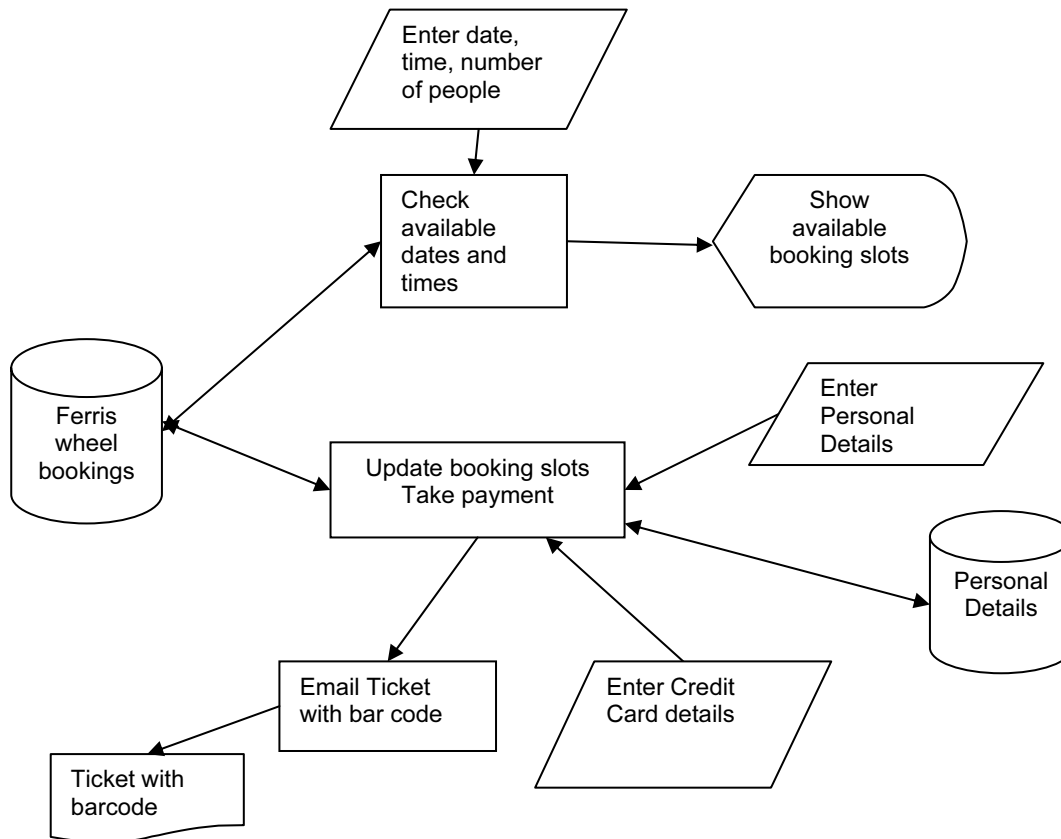 Enter date,
time, number
of people
Check
available
dates and
times
Show
available
booking slots
Ferris
wheel
bookings
Enter
Personal
Details
Update booking slots
Take payment
Personal
Details
Email Ticket
with bar code
Enter Credit
Card details
Ticket with
barcode